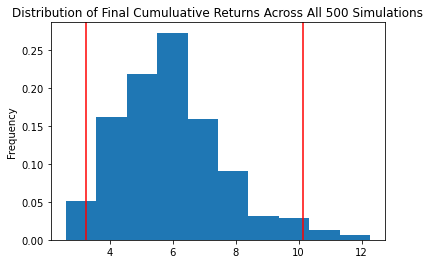 Distribution of Final Cumuluative Returns Across All 500 Simulations
Frequency
0.25
0.20
0.15
0.10
0.05
0.00
4 6 8 10 12